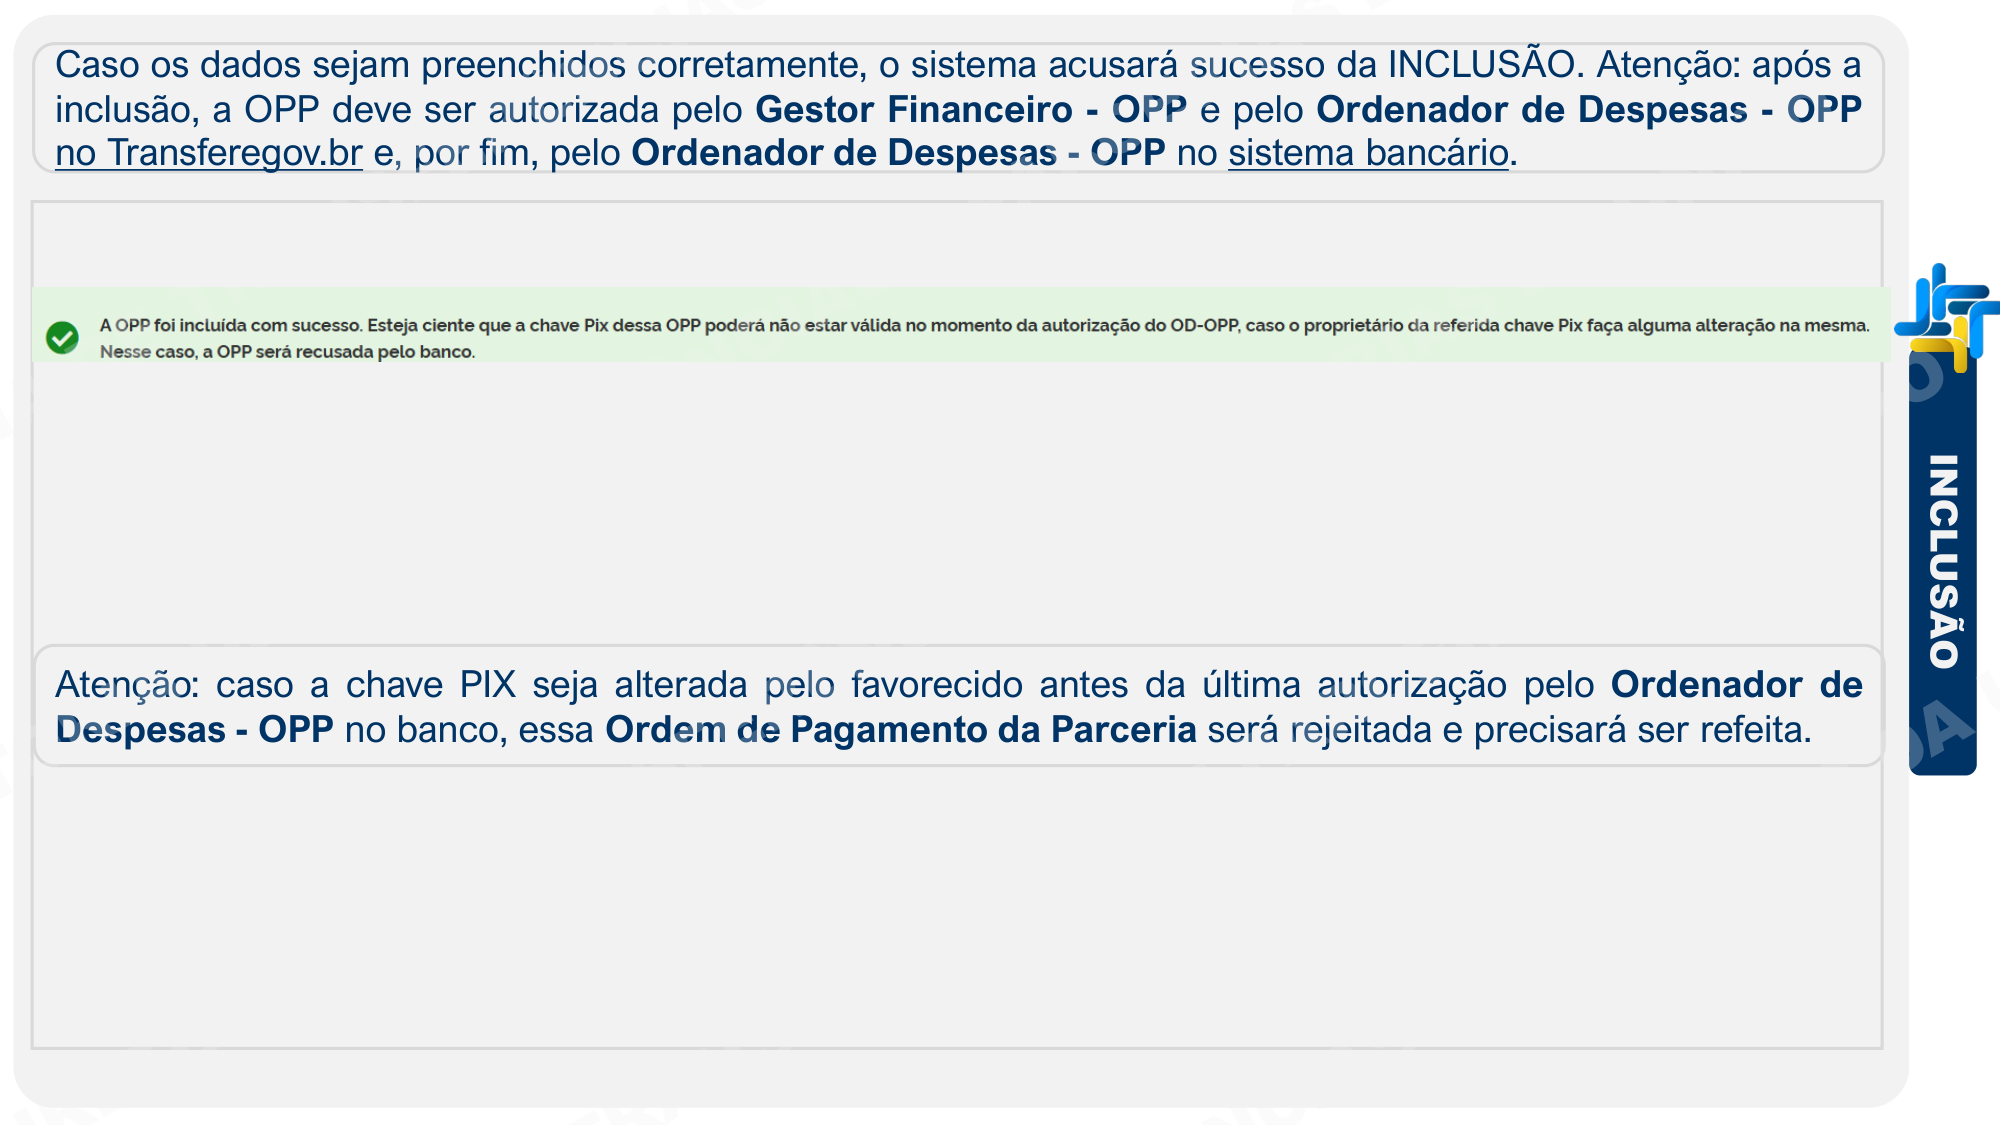 Caso os dados sejam preenchidos corretamente, o sistema acusará sucesso da INCLUSÃO. Atenção: após a
inclusão, a OPP deve ser autorizada pelo Gestor Financeiro - OPP e pelo Ordenador de Despesas - OPP
no Transferegov.br e, por fim, pelo Ordenador de Despesas - OPP no sistema bancário.
A OPP foi incluída com sucesso. Esteja ciente que a chave Pix dessa OPP poderá não estar válida no momento da autorização do OD-OPP, caso o proprietário da referida chave Pix faça alguma alteração na mesma.
Nesse caso, a OPP será recusada pelo banco.
INCLUSÃO
Atenção: caso a chave PIX seja alterada pelo favorecido antes da última autorização pelo Ordenador de
Despesas - OPP no banco, essa Ordem de Pagamento da Parceria será rejeitada e precisará ser refeita.